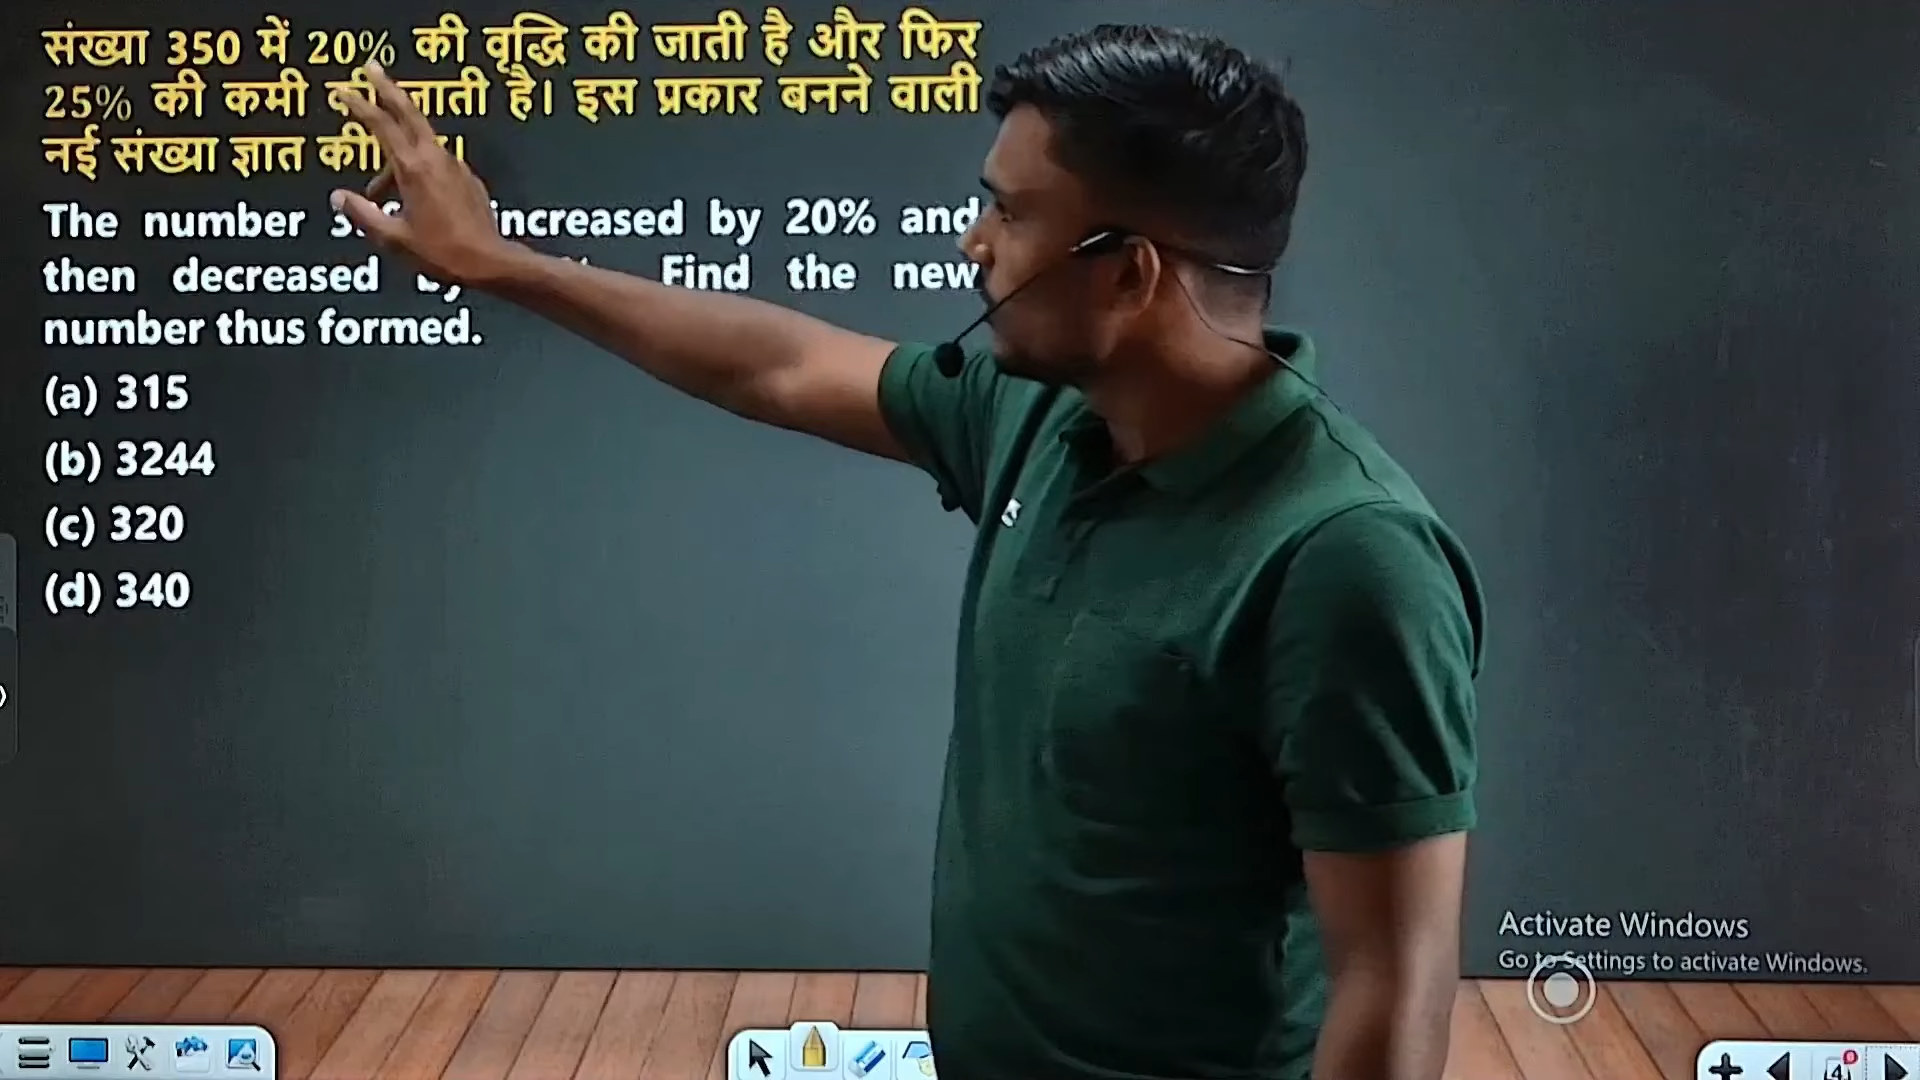 संख्या 350 में 20% की वृद्धि की जाती है और फिर
25% की कमी की जाती है। इस प्रकार बनने वाली
नई संख्या ज्ञात
The number increased by 20% and
then decreased Find the new
number thus formed.
(a) 315
(b) 3244
(c) 320
(d) 340
Activate Windows
Go to Settings to activate Windows.